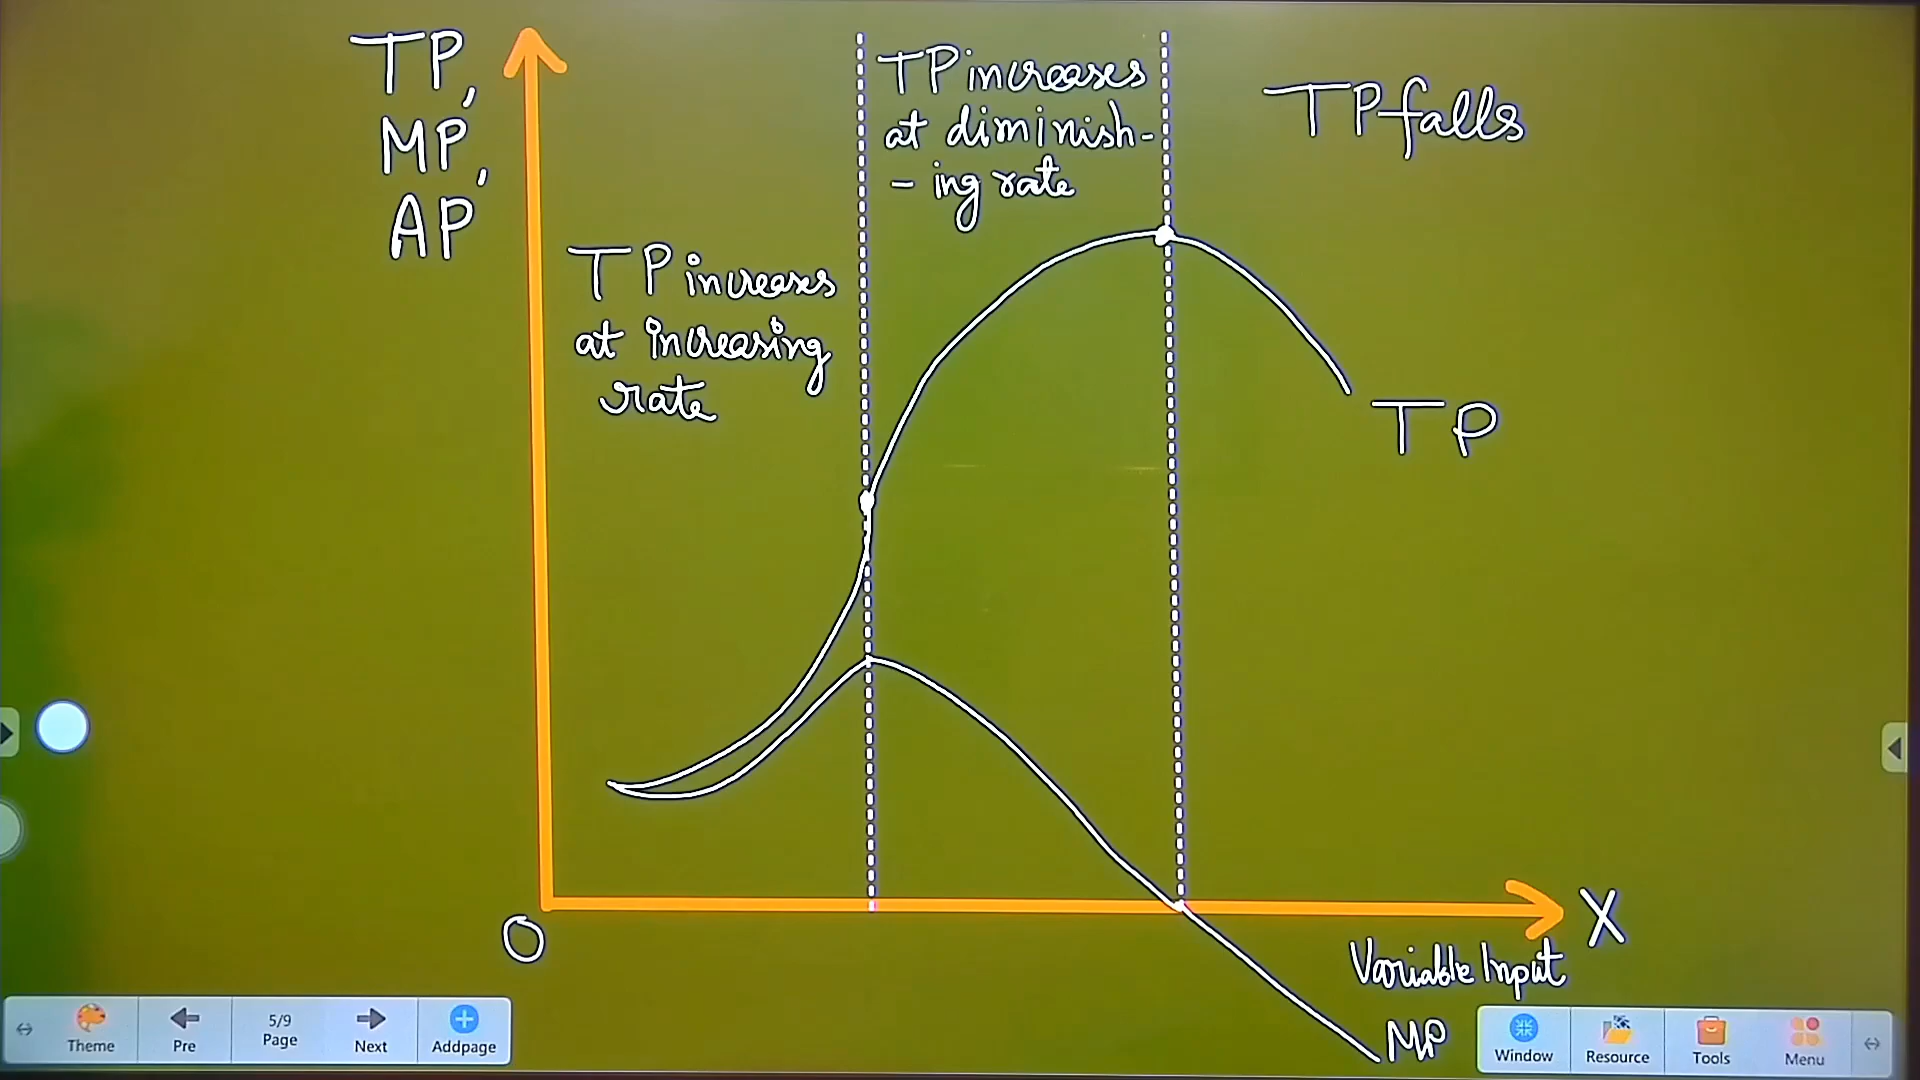 TP,
MP,
AP
TP increases
at increasing
rate
TP increases
at diminish-
- ing rate
TP falls
TP
O
X
Variable Input
MP
Theme
Pre
5/9
Page
Next
Addpage
Window
Resource
Tools
Menu